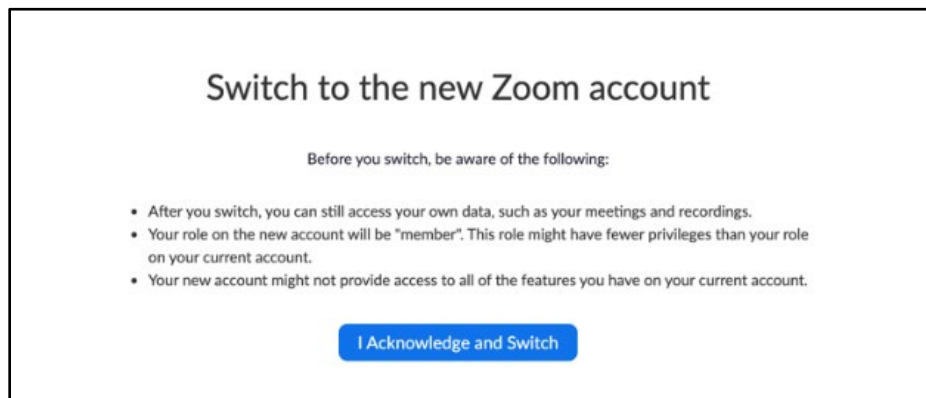 Switch to the new Zoom account
Before you switch, be aware of the following:
• After you switch, you can still access your own data, such as your meetings and recordings.
• Your role on the new account will be "member". This role might have fewer privileges than your role
on your current account.
• Your new account might not provide access to all of the features you have on your current account.
I Acknowledge and Switch